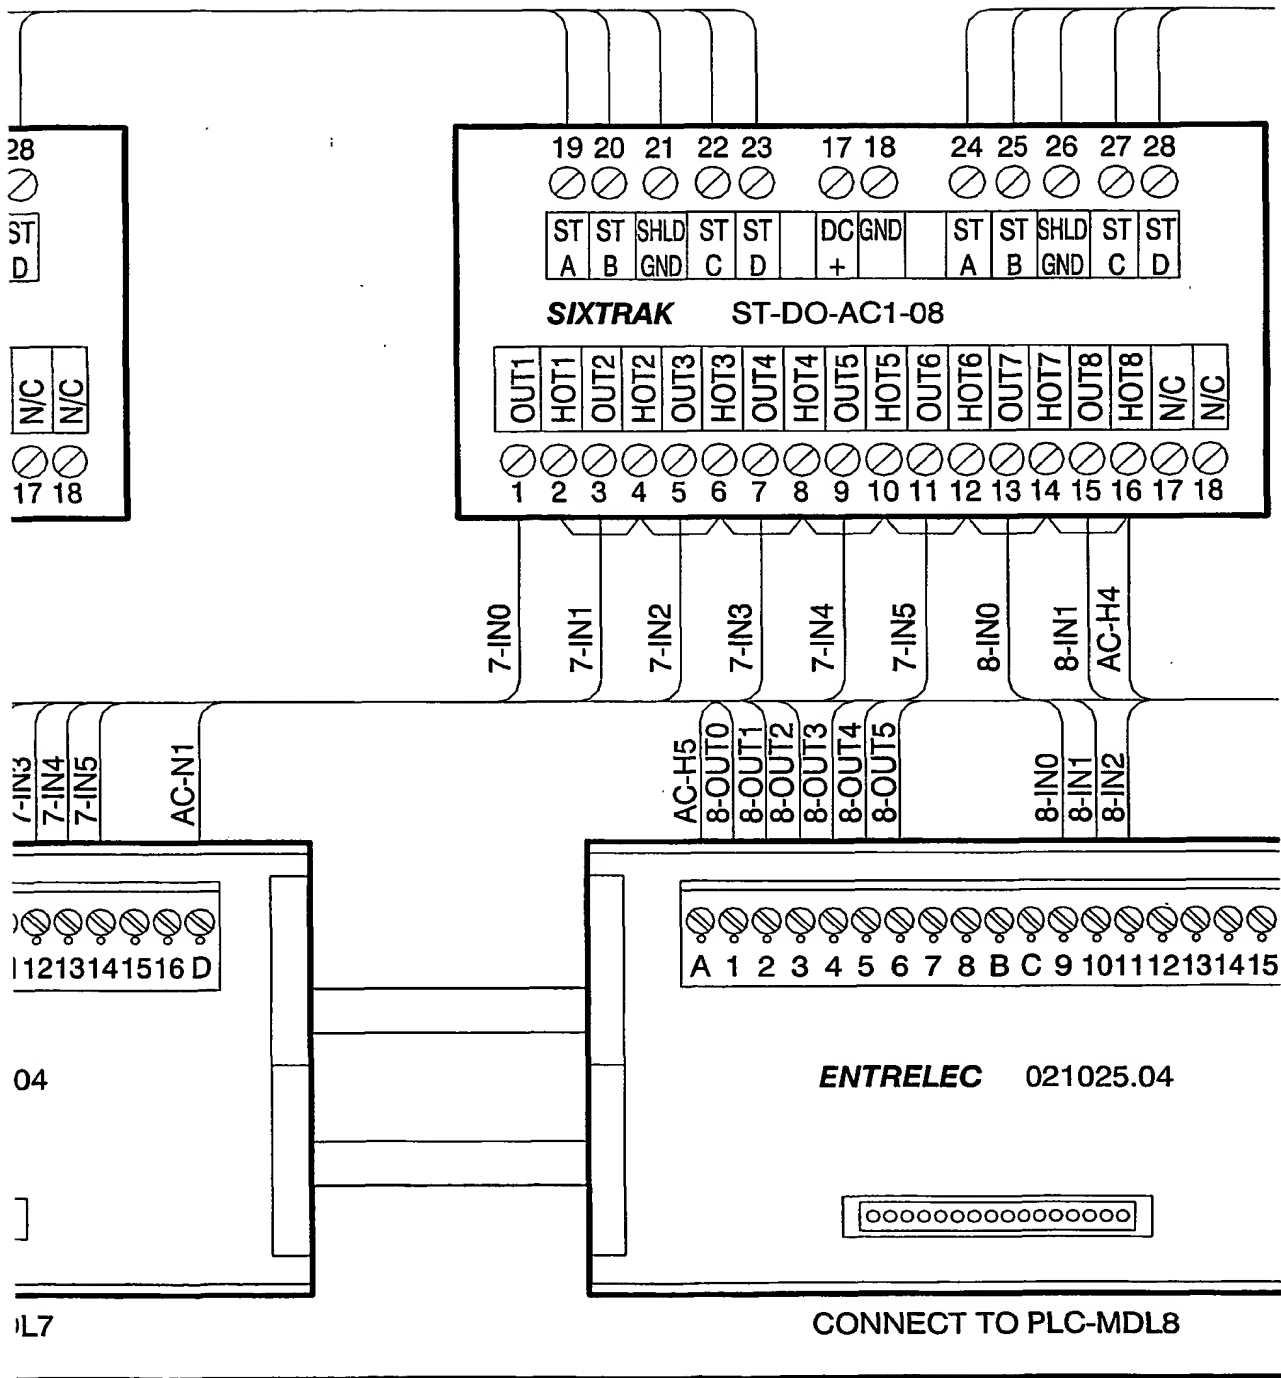 28
19 20 21 22 23 17 18 24 25 26 27 28
ST D
ST A ST B SHLD GND ST C ST D DC + GND ST A ST B SHLD GND ST C ST D
SIXTRAK ST-DO-AC1-08
N/C N/C
OUT1 HOT1 OUT2 HOT2 OUT3 HOT3 OUT4 HOT4 OUT5 HOT5 OUT6 HOT6 OUT7 HOT7 OUT8 HOT8 N/C N/C
17 18
1 2 3 4 5 6 7 8 9 10 11 12 13 14 15 16 17 18
7-IN0 7-IN1 7-IN2 7-IN3 7-IN4 7-IN5 8-IN0 8-IN1 AC-H4
7-IN3 7-IN4 7-IN5 AC-N1
AC-H5 8-OUT0 8-OUT1 8-OUT2 8-OUT3 8-OUT4 8-OUT5 8-IN0 8-IN1 8-IN2
12 13 14 15 16 D
A 1 2 3 4 5 6 7 8 B C 9 10 11 12 13 14 15
04
ENTRELEC 021025.04
L7
CONNECT TO PLC-MDL8